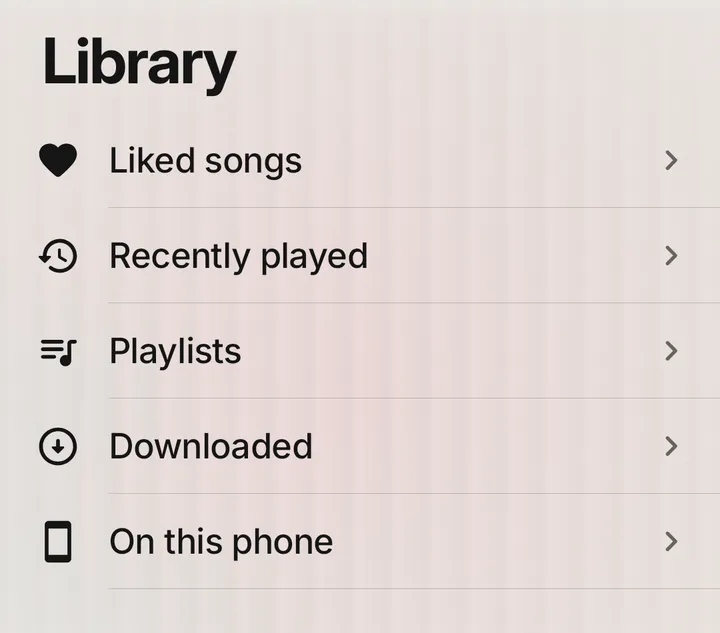 Library
Liked songs
Recently played
Playlists
Downloaded
On this phone